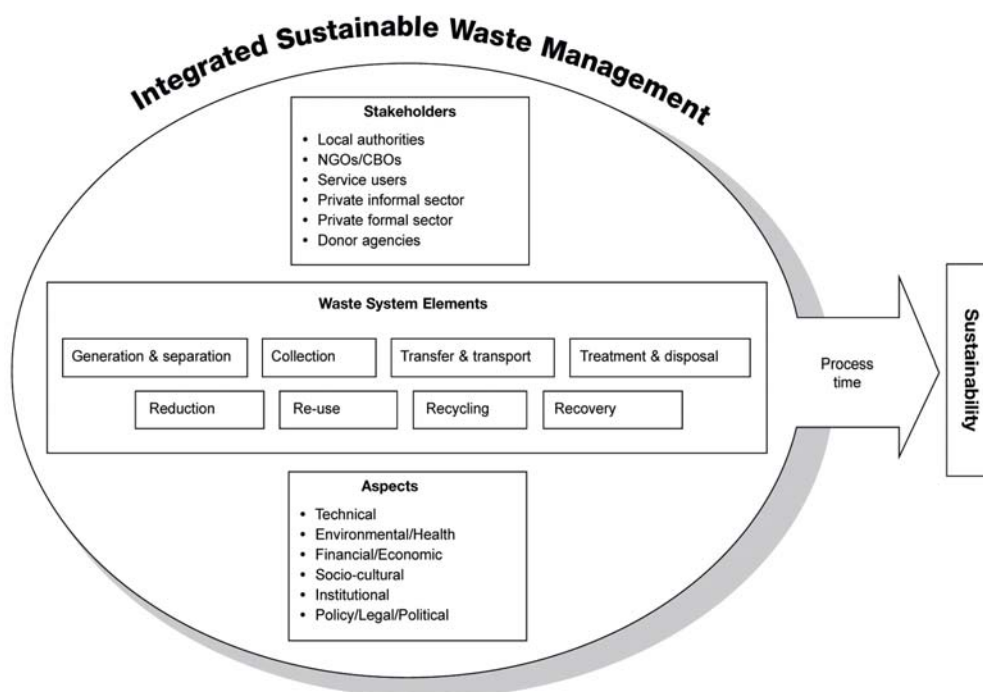 Integrated Sustainable Waste Management
Stakeholders
• Local authorities
• NGOs/CBOs
• Service users
• Private informal sector
• Private formal sector
• Donor agencies
Waste System Elements
Generation & separation
Collection
Transfer & transport
Treatment & disposal
Reduction
Re-use
Recycling
Recovery
Aspects
• Technical
• Environmental/Health
• Financial/Economic
• Socio-cultural
• Institutional
• Policy/Legal/Political
Process
time
Sustainability